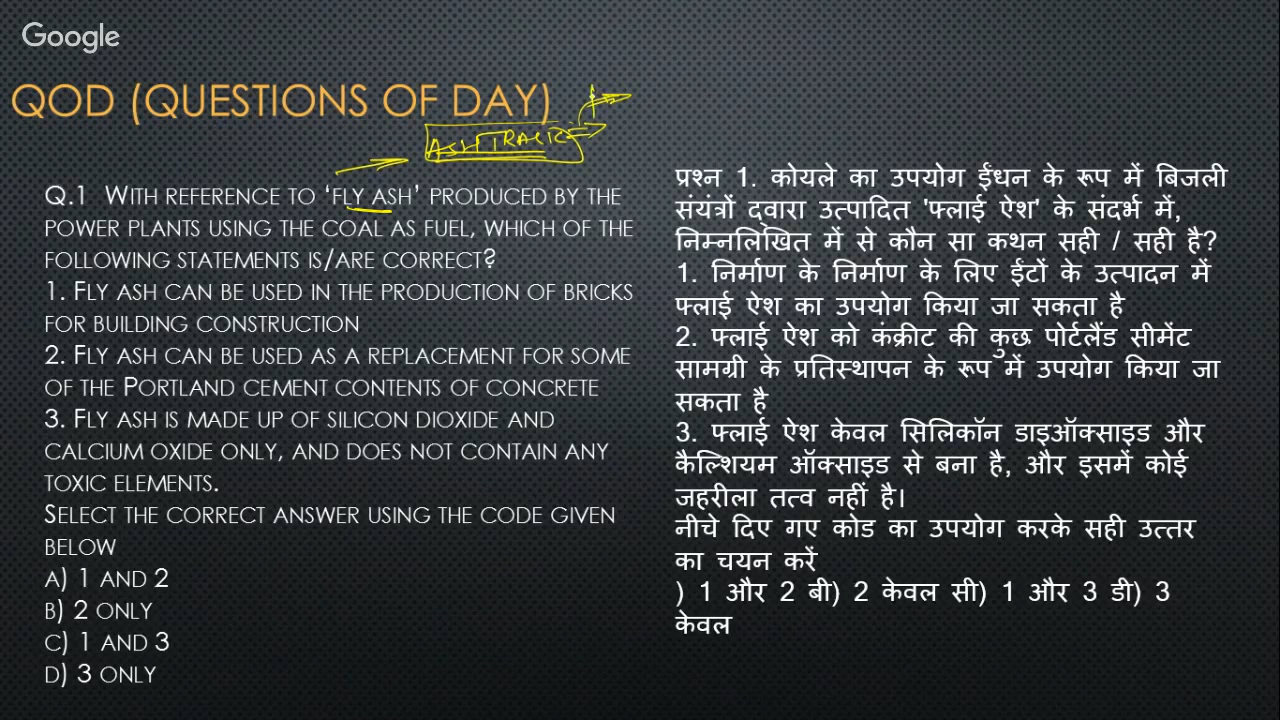 Google
QOD (QUESTIONS OF DAY)
ASH TRACK
Q.1 WITH REFERENCE TO ‘FLY ASH’ PRODUCED BY THE
POWER PLANTS USING THE COAL AS FUEL, WHICH OF THE
FOLLOWING STATEMENTS IS/ARE CORRECT?
1. FLY ASH CAN BE USED IN THE PRODUCTION OF BRICKS
FOR BUILDING CONSTRUCTION
2. FLY ASH CAN BE USED AS A REPLACEMENT FOR SOME
OF THE PORTLAND CEMENT CONTENTS OF CONCRETE
3. FLY ASH IS MADE UP OF SILICON DIOXIDE AND
CALCIUM OXIDE ONLY, AND DOES NOT CONTAIN ANY
TOXIC ELEMENTS.
SELECT THE CORRECT ANSWER USING THE CODE GIVEN
BELOW
A) 1 AND 2
B) 2 ONLY
C) 1 AND 3
D) 3 ONLY
प्रश्न 1. कोयले का उपयोग ईंधन के रूप में बिजली
संयंत्रों द्वारा उत्पादित 'फ्लाई ऐश' के संदर्भ में,
निम्नलिखित में से कौन सा कथन सही / सही है?
1. निर्माण के निर्माण के लिए ईंटों के उत्पादन में
फ्लाई ऐश का उपयोग किया जा सकता है
2. फ्लाई ऐश को कंक्रीट की कुछ पोर्टलैंड सीमेंट
सामग्री के प्रतिस्थापन के रूप में उपयोग किया जा
सकता है
3. फ्लाई ऐश केवल सिलिकॉन डाइऑक्साइड और
कैल्शियम ऑक्साइड से बना है, और इसमें कोई
जहरीला तत्व नहीं है।
नीचे दिए गए कोड का उपयोग करके सही उत्तर
का चयन करें
) 1 और 2 बी) 2 केवल सी) 1 और 3 डी) 3
केवल